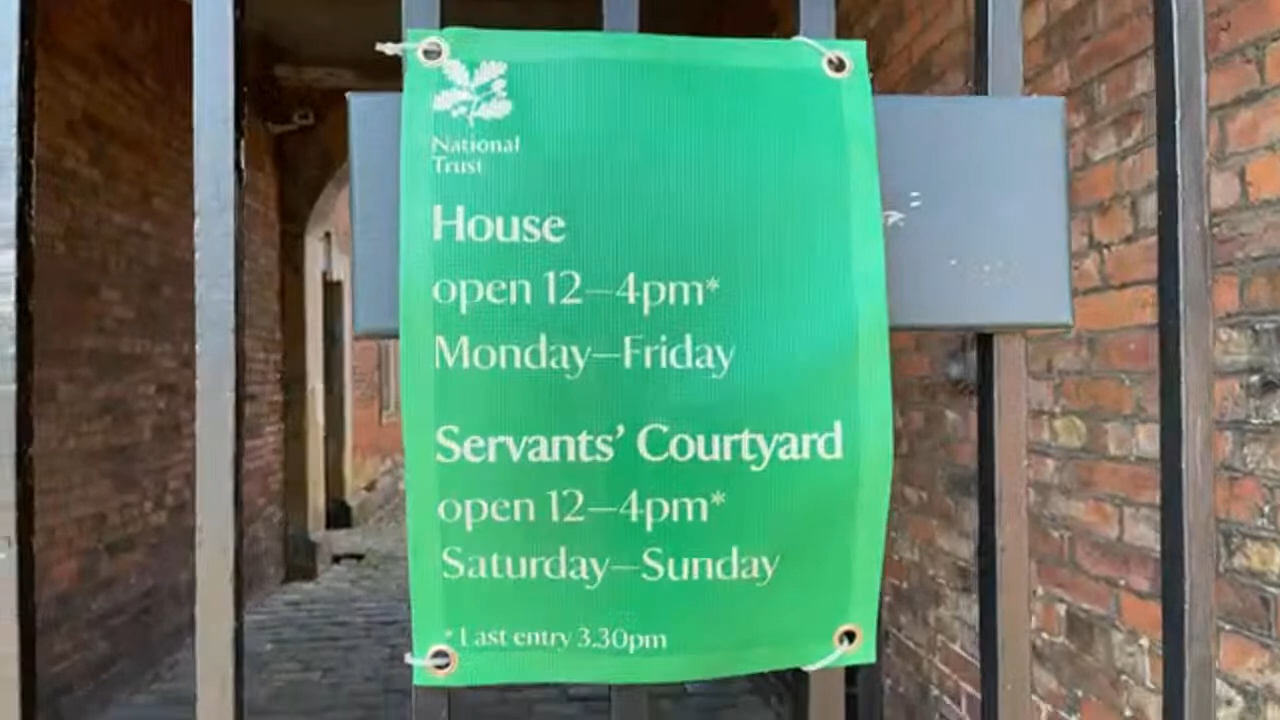 National
Trust
House
open 12–4pm*
Monday–Friday
Servants’ Courtyard
open 12–4pm*
Saturday–Sunday
* Last entry 3.30pm